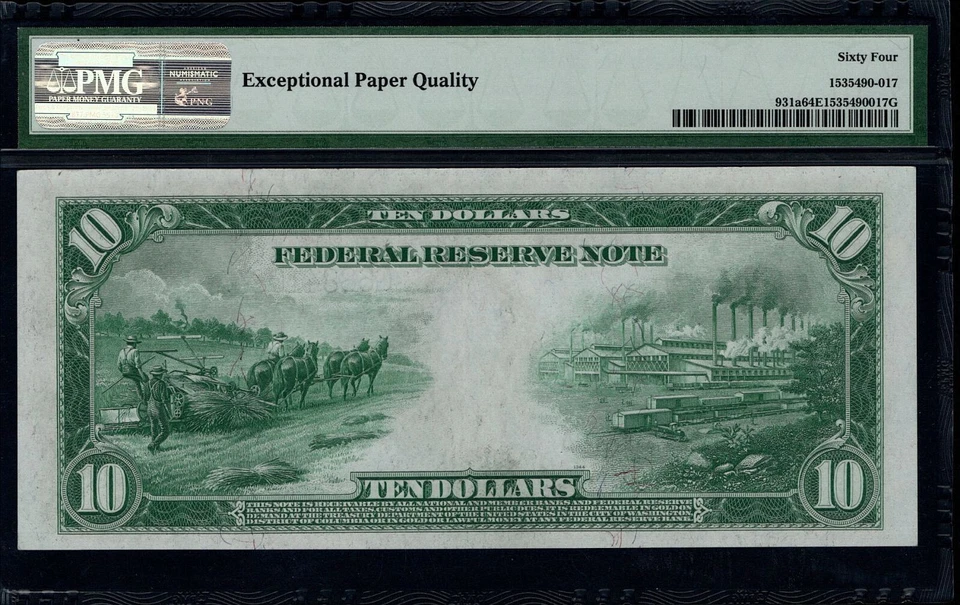 PMG
PAPER MONEY GUARANTY
NUMISMATIC
PNG
Exceptional Paper Quality
Sixty Four
1535490-017
931a64E1535490017G
10
TEN DOLLARS
10
FEDERAL RESERVE NOTE
10
TEN DOLLARS
10
THIS NOTE IS RECEIVABLE BY ALL NATIONAL AND MEMBER BANKS AND FEDERAL RESERVE
BANKS AND FOR ALL TAXES, CUSTOMS AND OTHER PUBLIC DUES. IT IS REDEEMABLE IN GOLD ON
DEMAND AT THE TREASURY DEPARTMENT OF THE UNITED STATES IN THE CITY OF WASHINGTON,
DISTRICT OF COLUMBIA OR IN GOLD OR LAWFUL MONEY AT ANY FEDERAL RESERVE BANK.